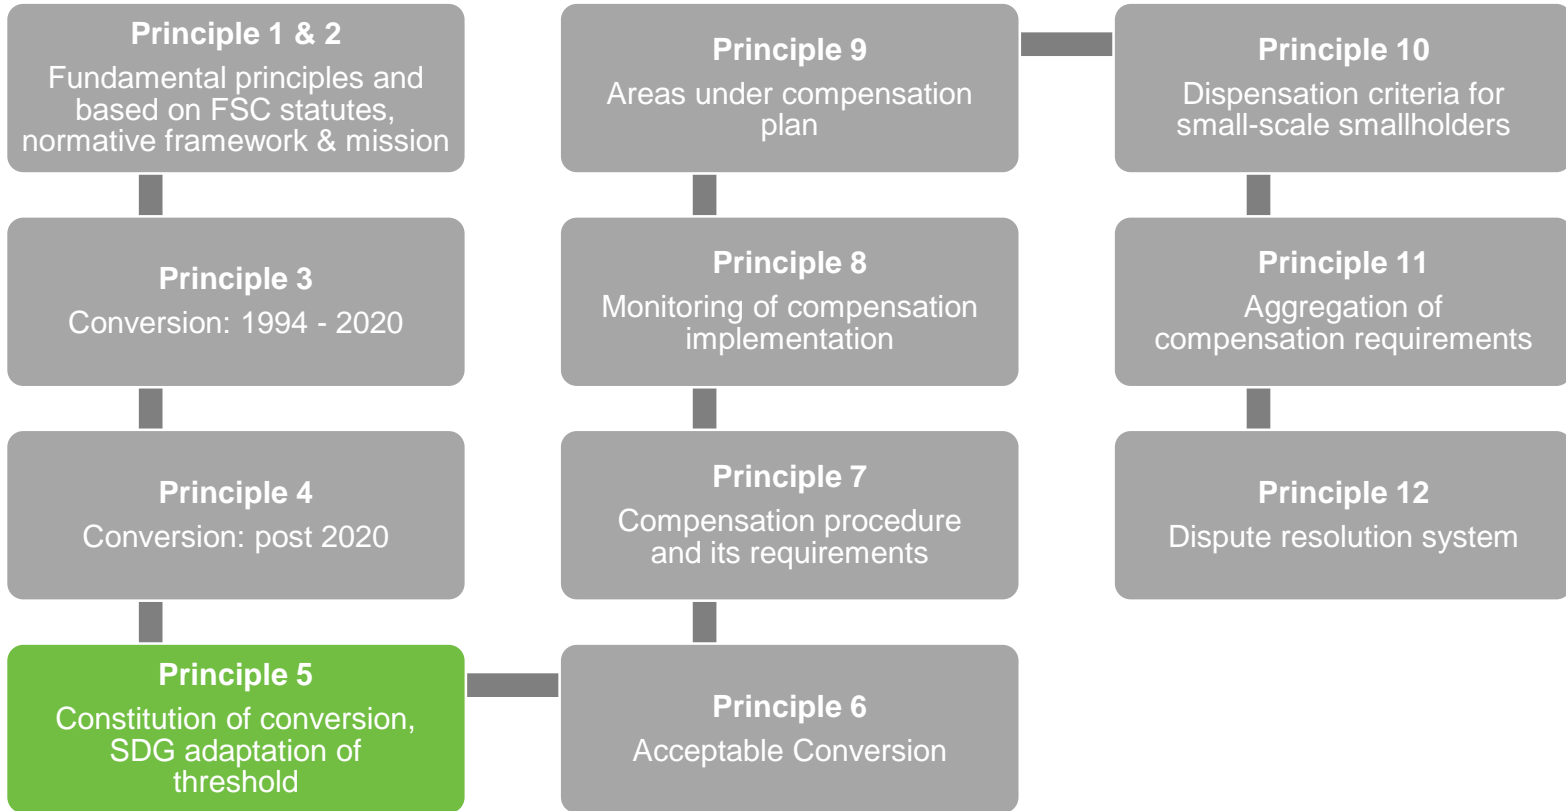 Principle 1 & 2
Fundamental principles and
based on FSC statutes,
normative framework & mission
Principle 3
Conversion: 1994 - 2020
Principle 4
Conversion: post 2020
Principle 5
Constitution of conversion,
SDG adaptation of
threshold
Principle 6
Acceptable Conversion
Principle 7
Compensation procedure
and its requirements
Principle 8
Monitoring of compensation
implementation
Principle 9
Areas under compensation
plan
Principle 10
Dispensation criteria for
small-scale smallholders
Principle 11
Aggregation of
compensation requirements
Principle 12
Dispute resolution system